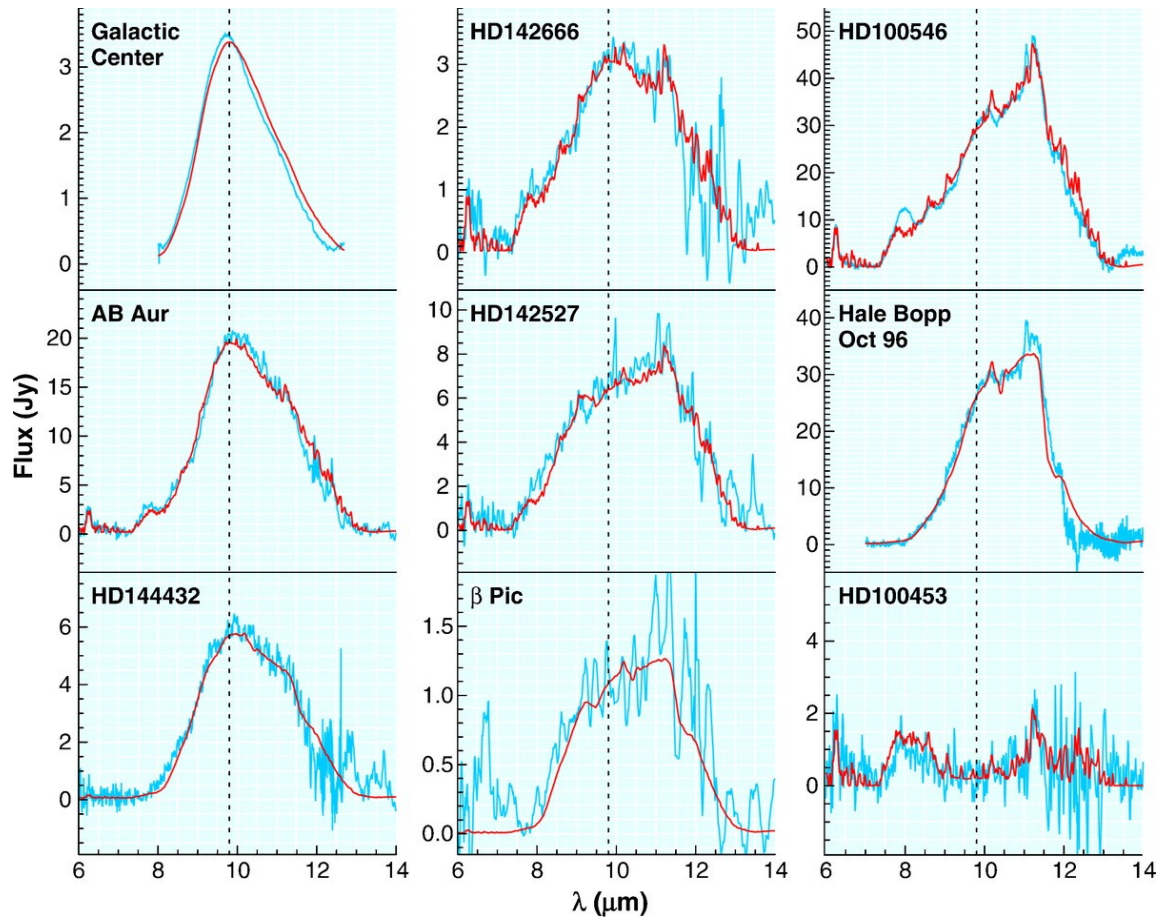 Galactic
Center
3
2
1
0
HD142666
4
3
2
1
0
HD100546
50
40
30
20
10
0
AB Aur
20
15
10
5
0
HD142527
10
8
6
4
2
0
Hale Bopp
Oct 96
40
30
20
10
0
HD144432
6
4
2
0
β Pic
1.5
1.0
0.5
0.0
HD100453
4
2
0
Flux (Jy)
6 8 10 12 14
6 8 10 12 14
6 8 10 12 14
λ (μm)